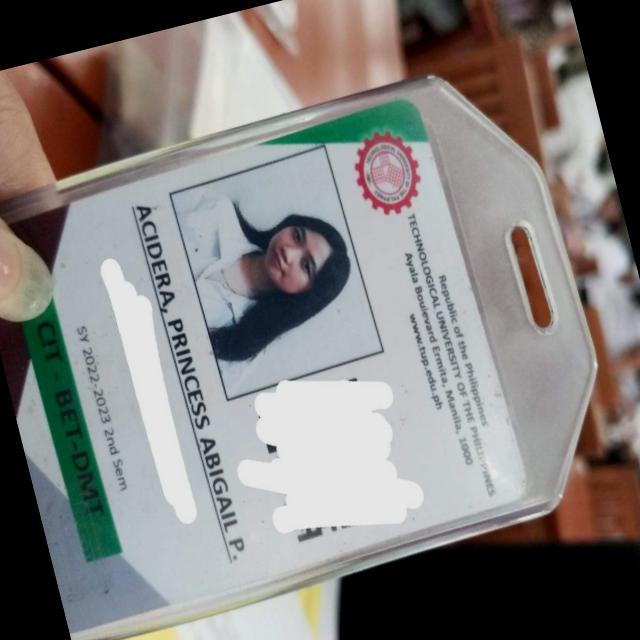 Republic of the Philippines
TECHNOLOGICAL UNIVERSITY OF THE PHILIPPINES
Ayala Boulevard Ermita, Manila, 1000
www.tup.edu.ph
ACIDERA, PRINCESS ABIGAIL P.
SY 2022-2023 2nd Sem
CIT - BET-DMT